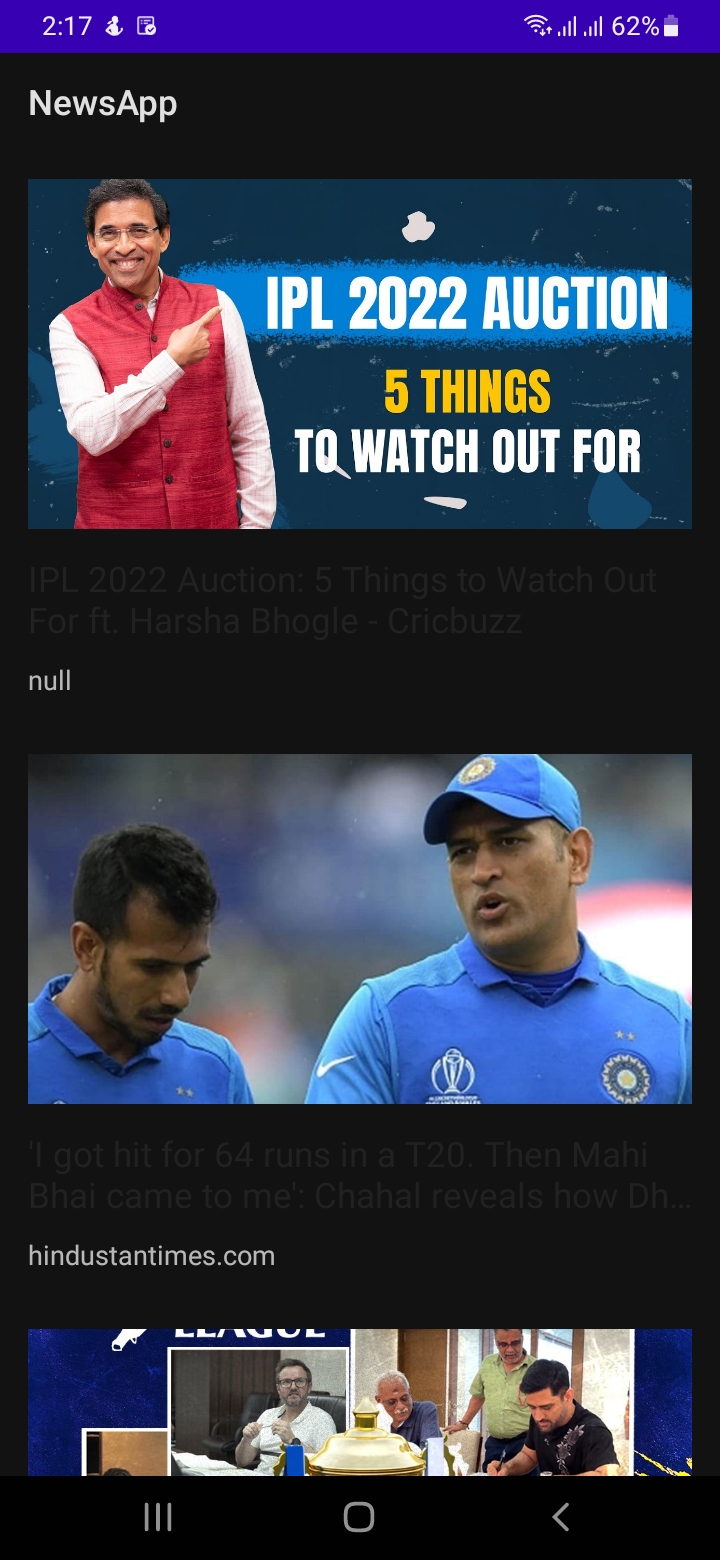 2:17
62%
NewsApp
IPL 2022 AUCTION
5 THINGS
TO WATCH OUT FOR
IPL 2022 Auction: 5 Things to Watch Out
For ft. Harsha Bhogle - Cricbuzz
null
'I got hit for 64 runs in a T20. Then Mahi
Bhai came to me': Chahal reveals how Dh...
hindustantimes.com
LEAGUE